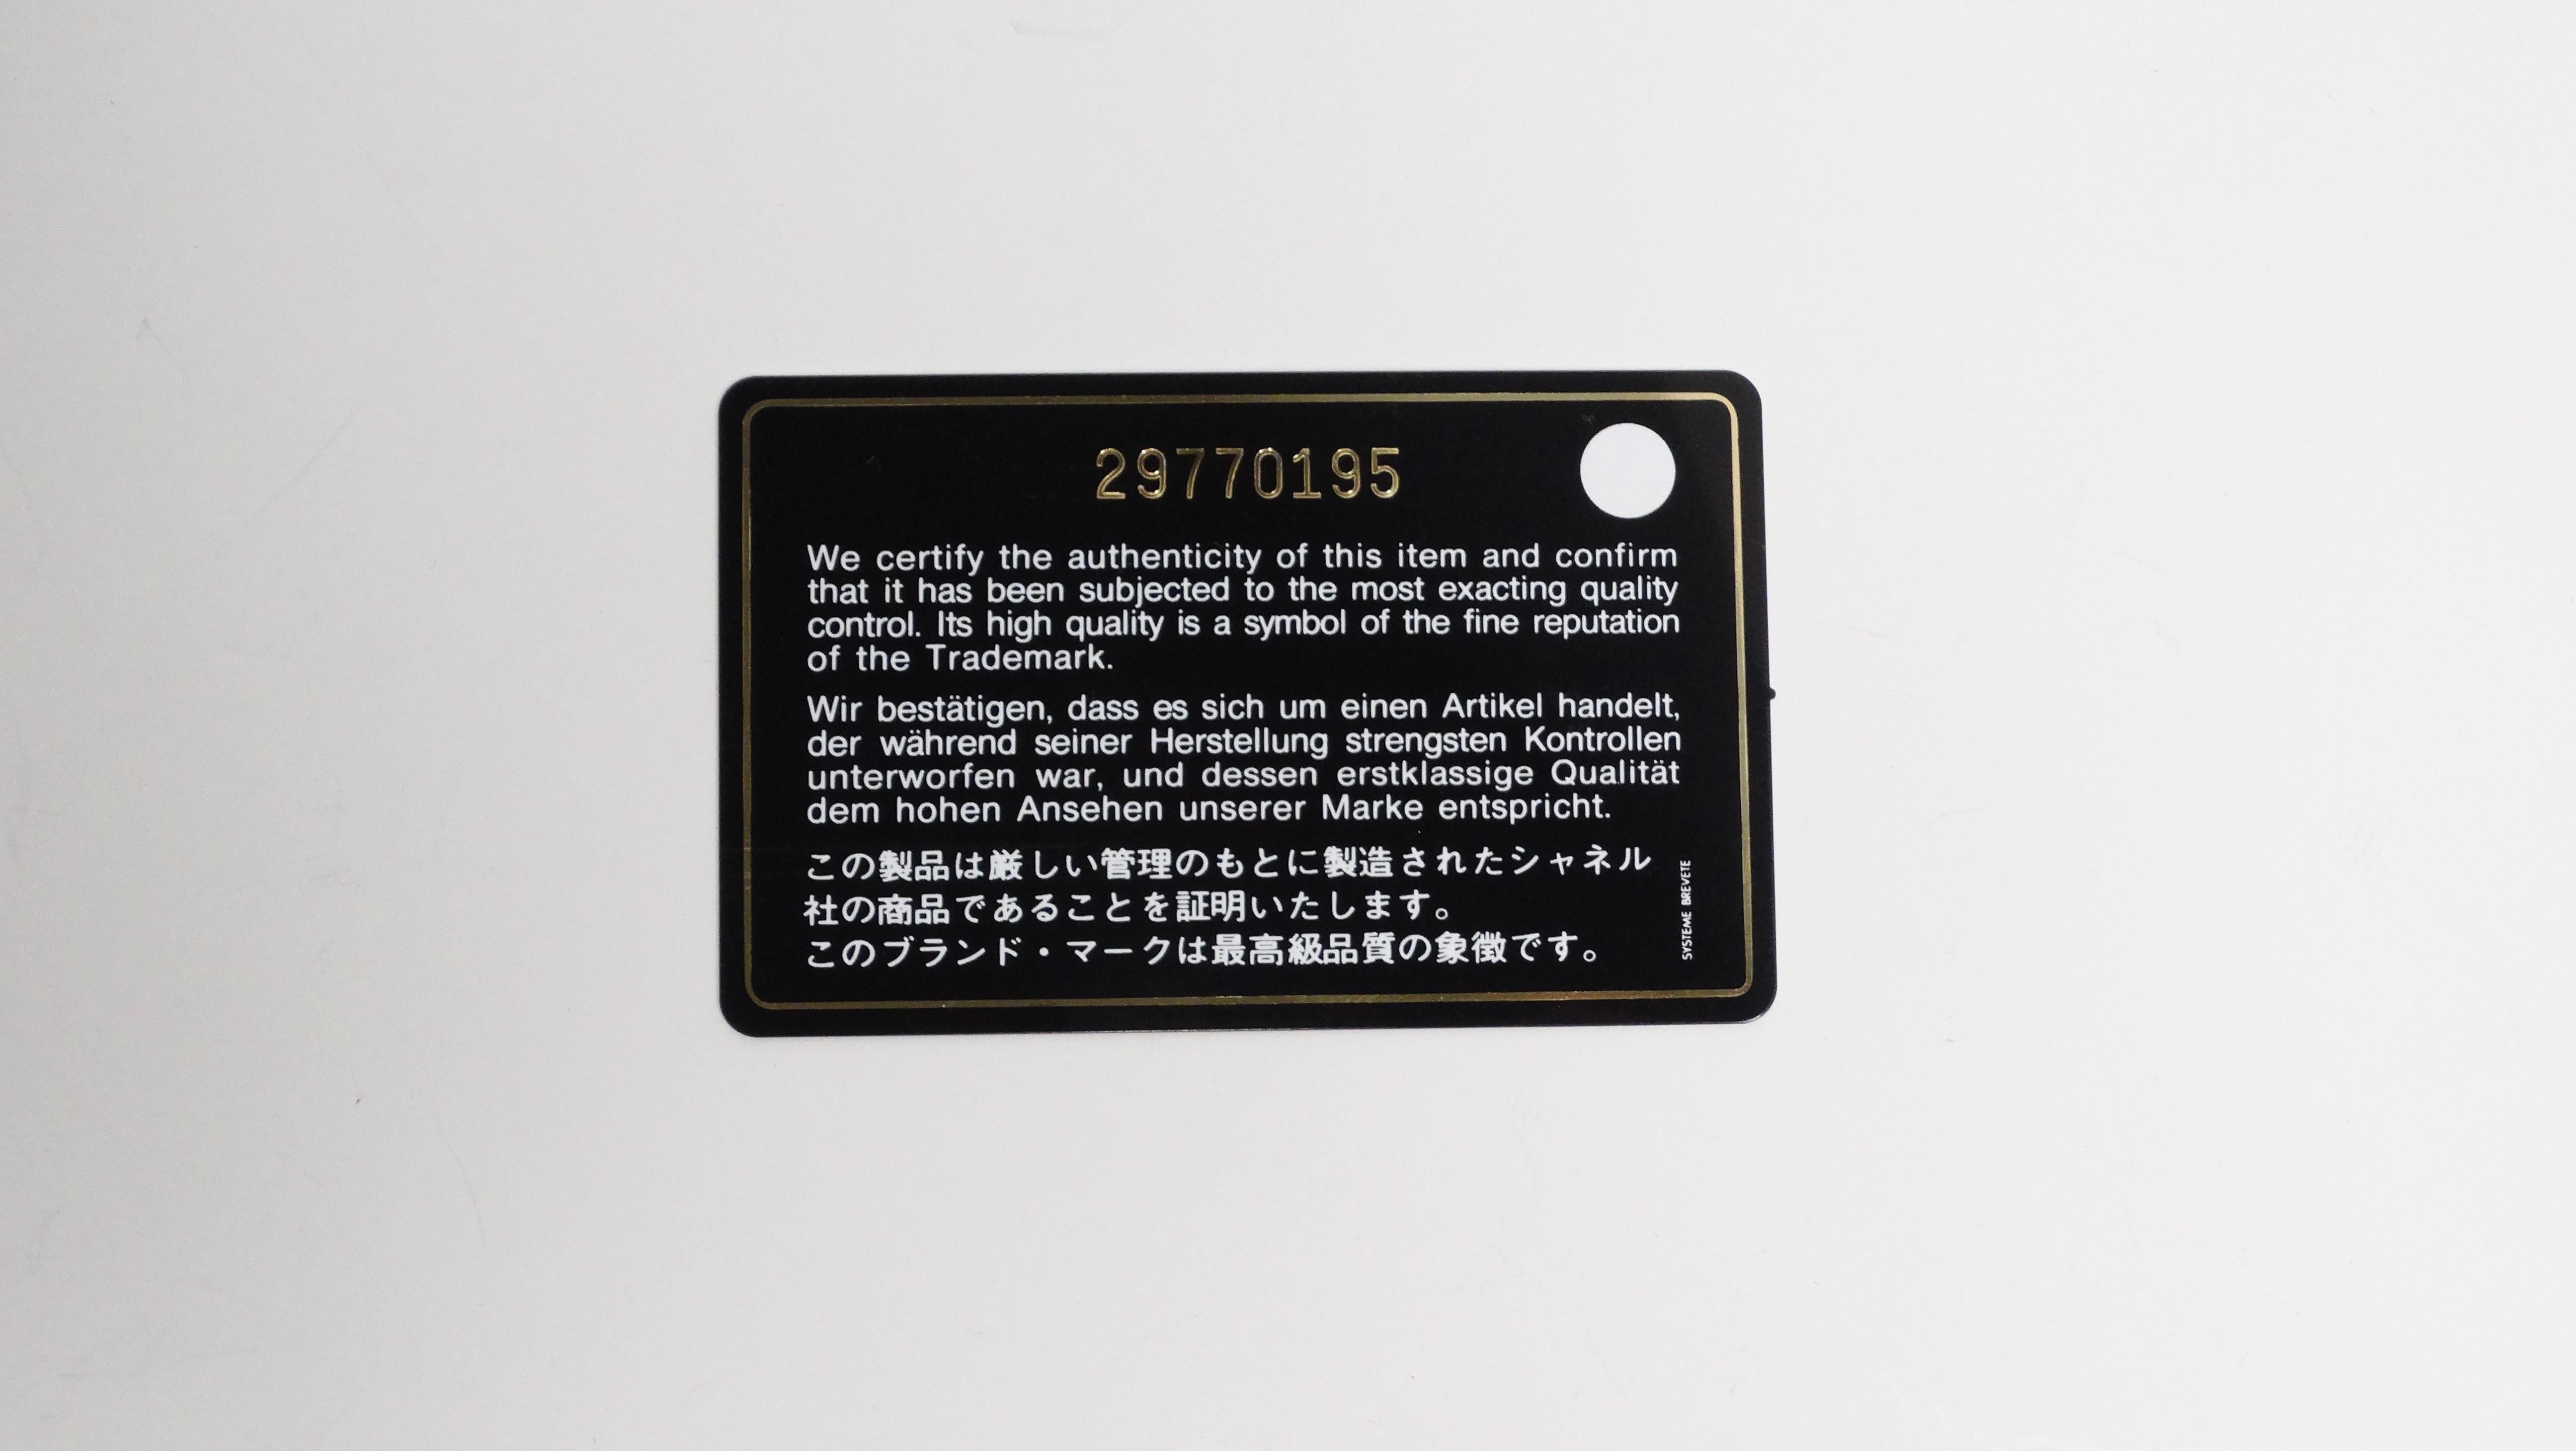 29770195
We certify the authenticity of this item and confirm
that it has been subjected to the most exacting quality
control. Its high quality is a symbol of the fine reputation
of the Trademark.
Wir bestätigen, dass es sich um einen Artikel handelt,
der während seiner Herstellung strengsten Kontrollen
unterworfen war, und dessen erstklassige Qualität
dem hohen Ansehen unserer Marke entspricht.
この製品は厳しい管理のもとに製造されたシャネル
社の商品であることを証明いたします。
このブランド・マークは最高級品質の象徴です。
SYSTEME BREVETE